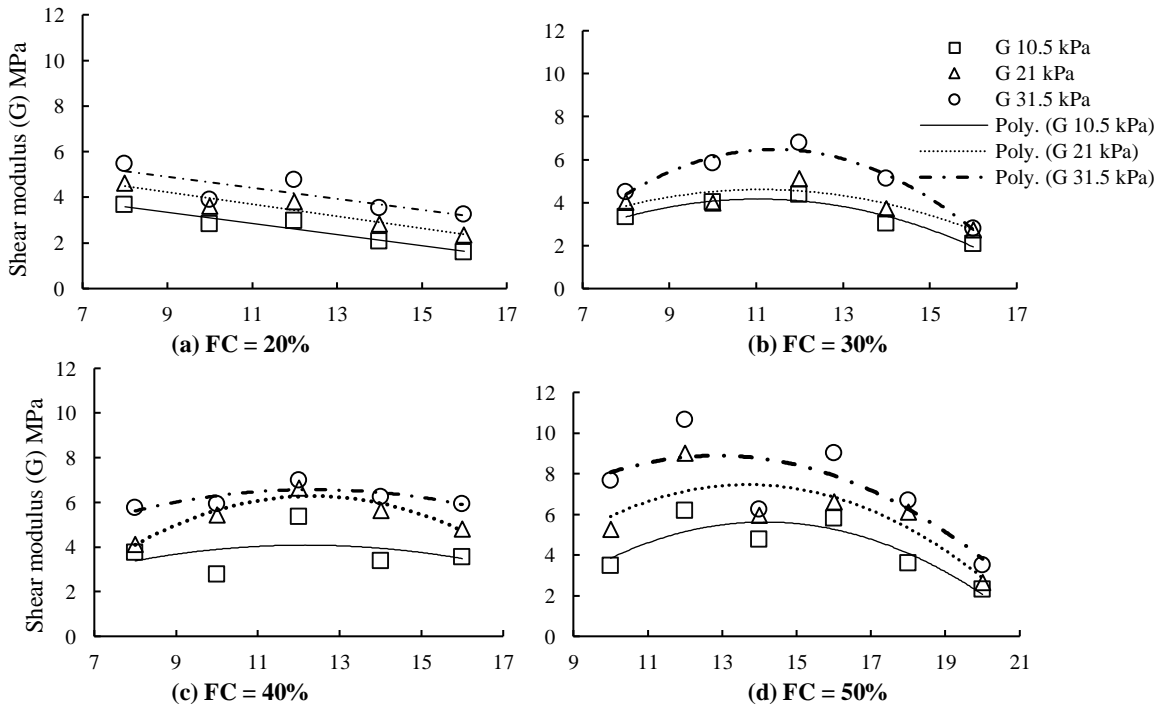 Shear modulus (G) MPa
12
10
8
6
4
2
0
7 9 11 13 15 17
(a) FC = 20%
12
10
8
6
4
2
0
7 9 11 13 15 17
(b) FC = 30%
G 10.5 kPa
G 21 kPa
G 31.5 kPa
Poly. (G 10.5 kPa)
Poly. (G 21 kPa)
Poly. (G 31.5 kPa)
Shear modulus (G) MPa
12
10
8
6
4
2
0
7 9 11 13 15 17
(c) FC = 40%
12
10
8
6
4
2
0
9 11 13 15 17 19 21
(d) FC = 50%